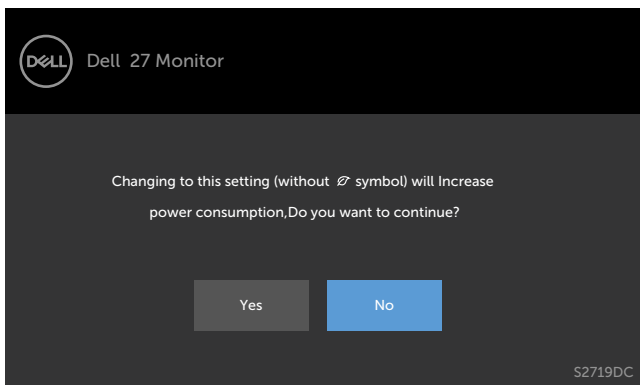 DELL
Dell 27 Monitor
Changing to this setting (without symbol) will Increase
power consumption,Do you want to continue?
Yes
No
S2719DC